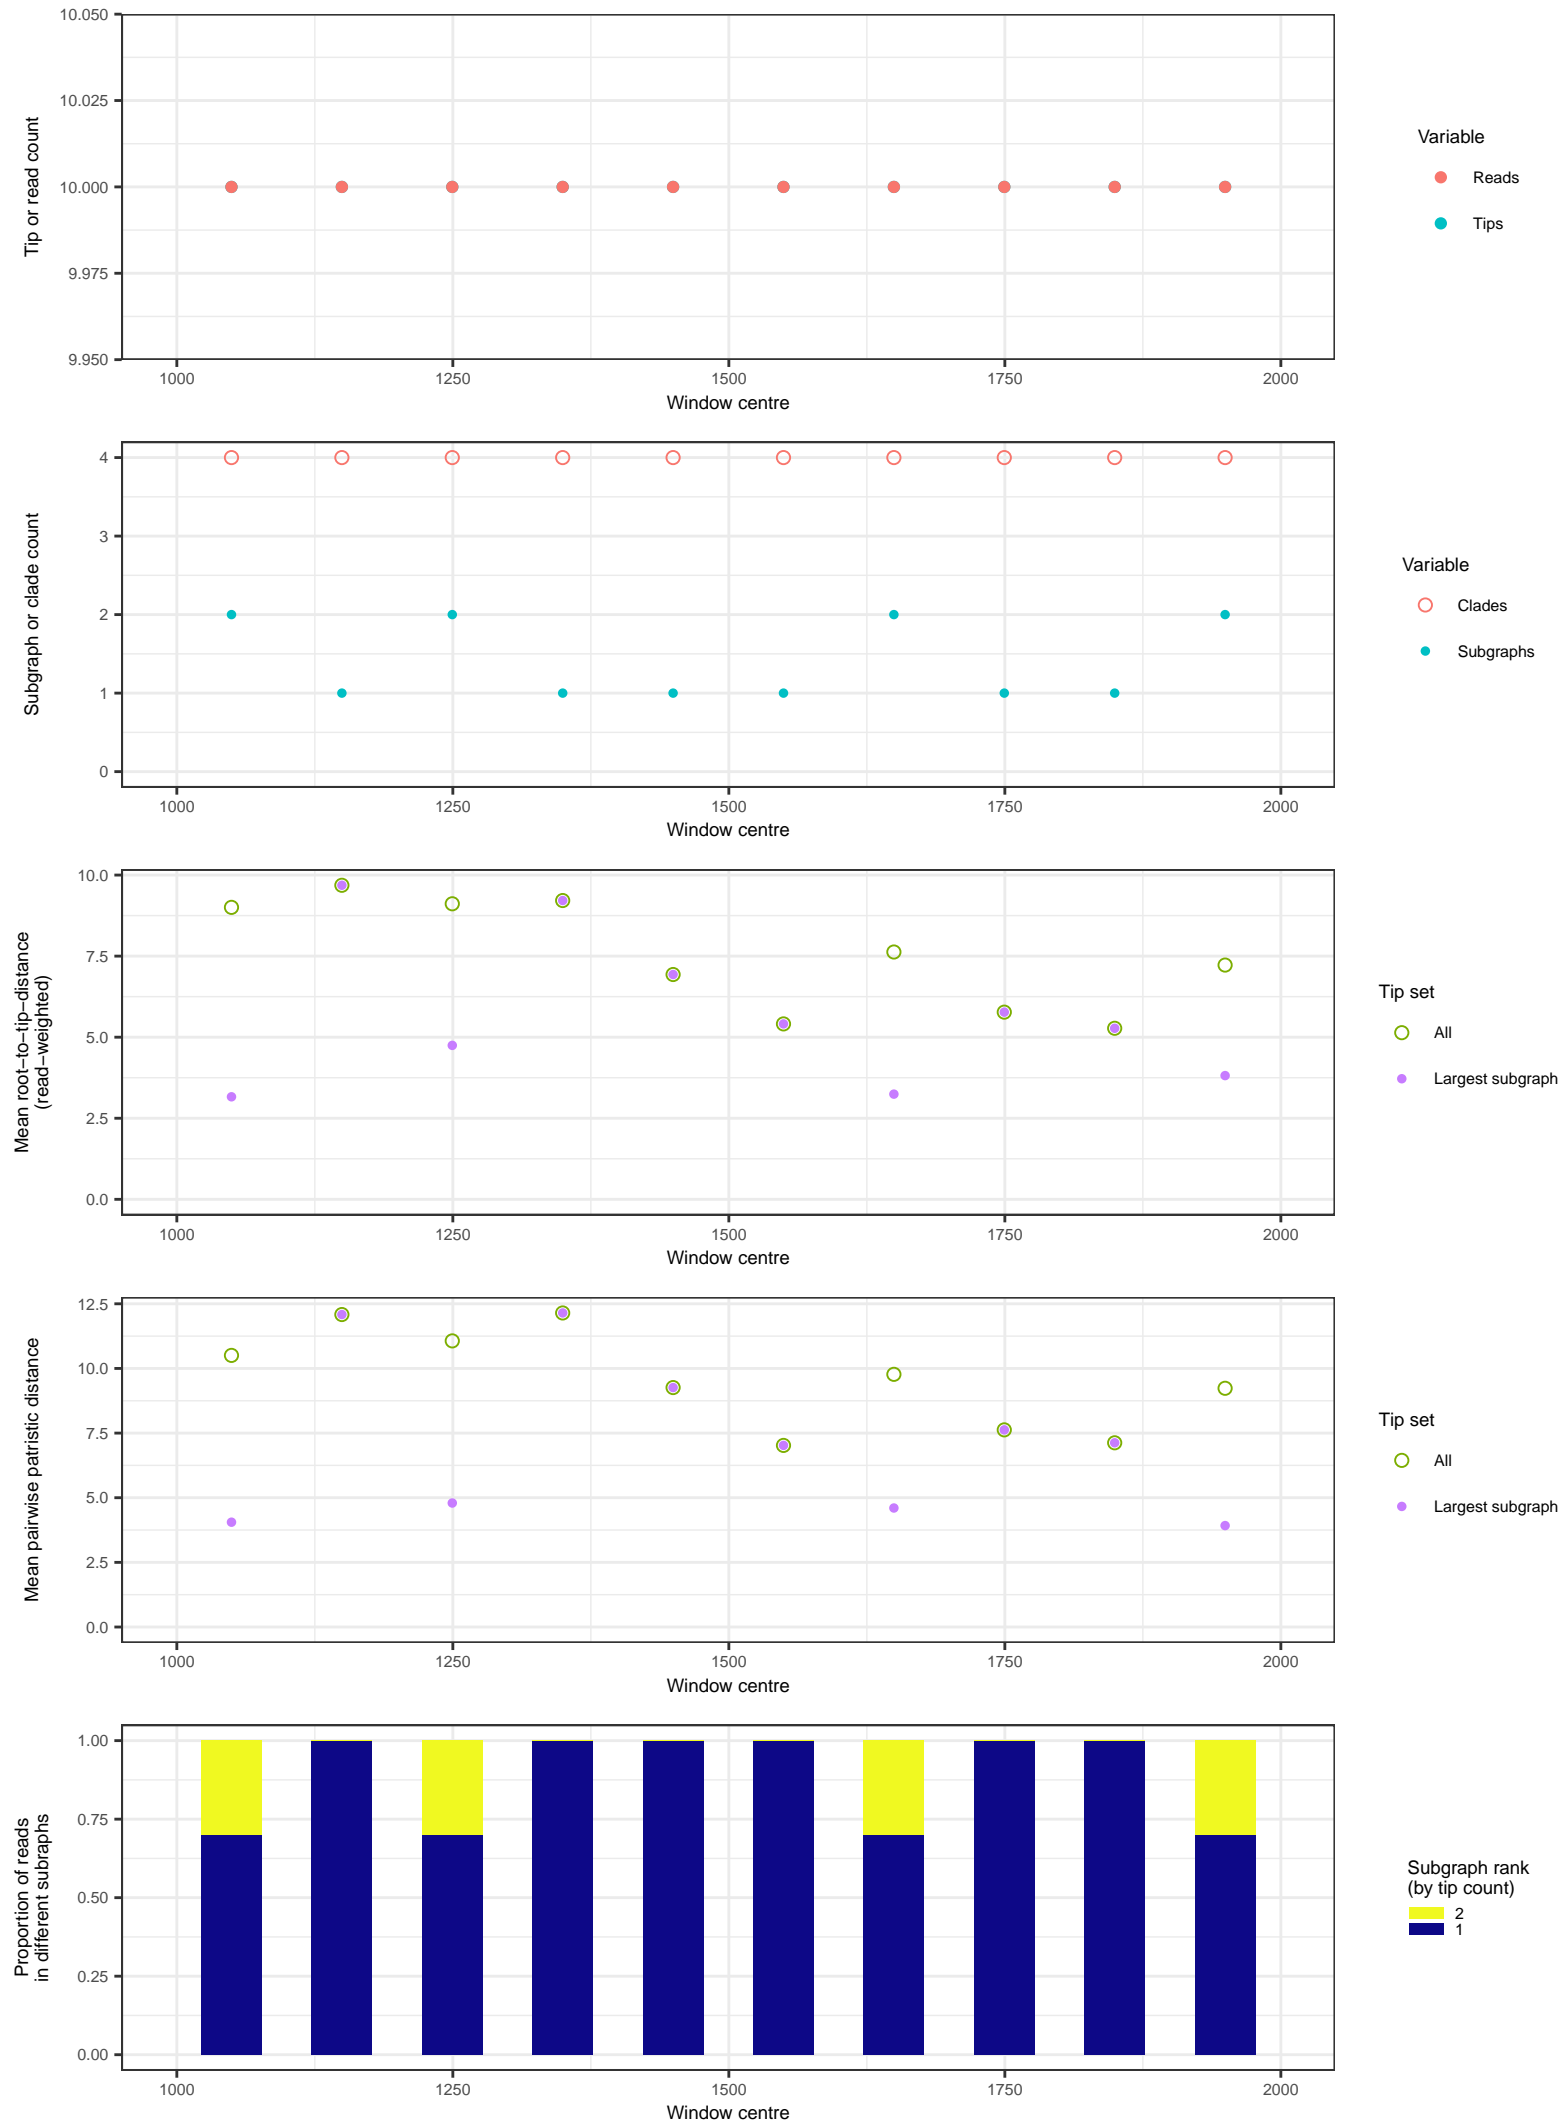 10.050
10.025
10.000
9.975
9.950
Tip or read count
1000 1250 1500 1750 2000
Window centre
Variable
Reads
Tips
4
3
2
1
0
Subgraph or clade count
1000 1250 1500 1750 2000
Window centre
Variable
Clades
Subgraphs
10.0
7.5
5.0
2.5
0.0
Mean root−to−tip−distance
(read−weighted)
1000 1250 1500 1750 2000
Window centre
Tip set
All
Largest subgraph
12.5
10.0
7.5
5.0
2.5
0.0
Mean pairwise patristic distance
1000 1250 1500 1750 2000
Window centre
Tip set
All
Largest subgraph
1.00
0.75
0.50
0.25
0.00
Proportion of reads
in different subraphs
1000 1250 1500 1750 2000
Window centre
Subgraph rank
(by tip count)
2
1